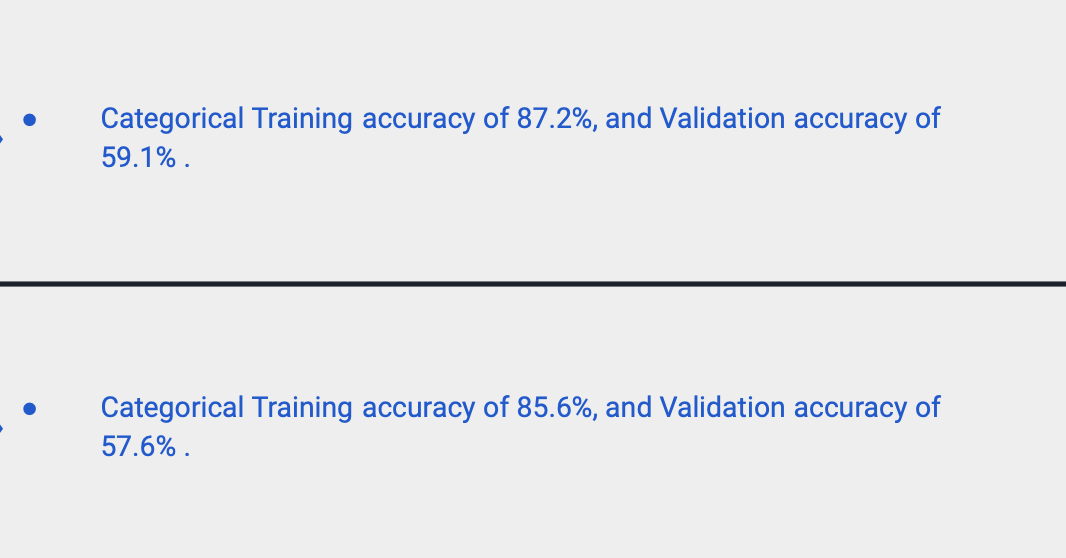 ● Categorical Training accuracy of 87.2%, and Validation accuracy of
59.1% .
● Categorical Training accuracy of 85.6%, and Validation accuracy of
57.6% .